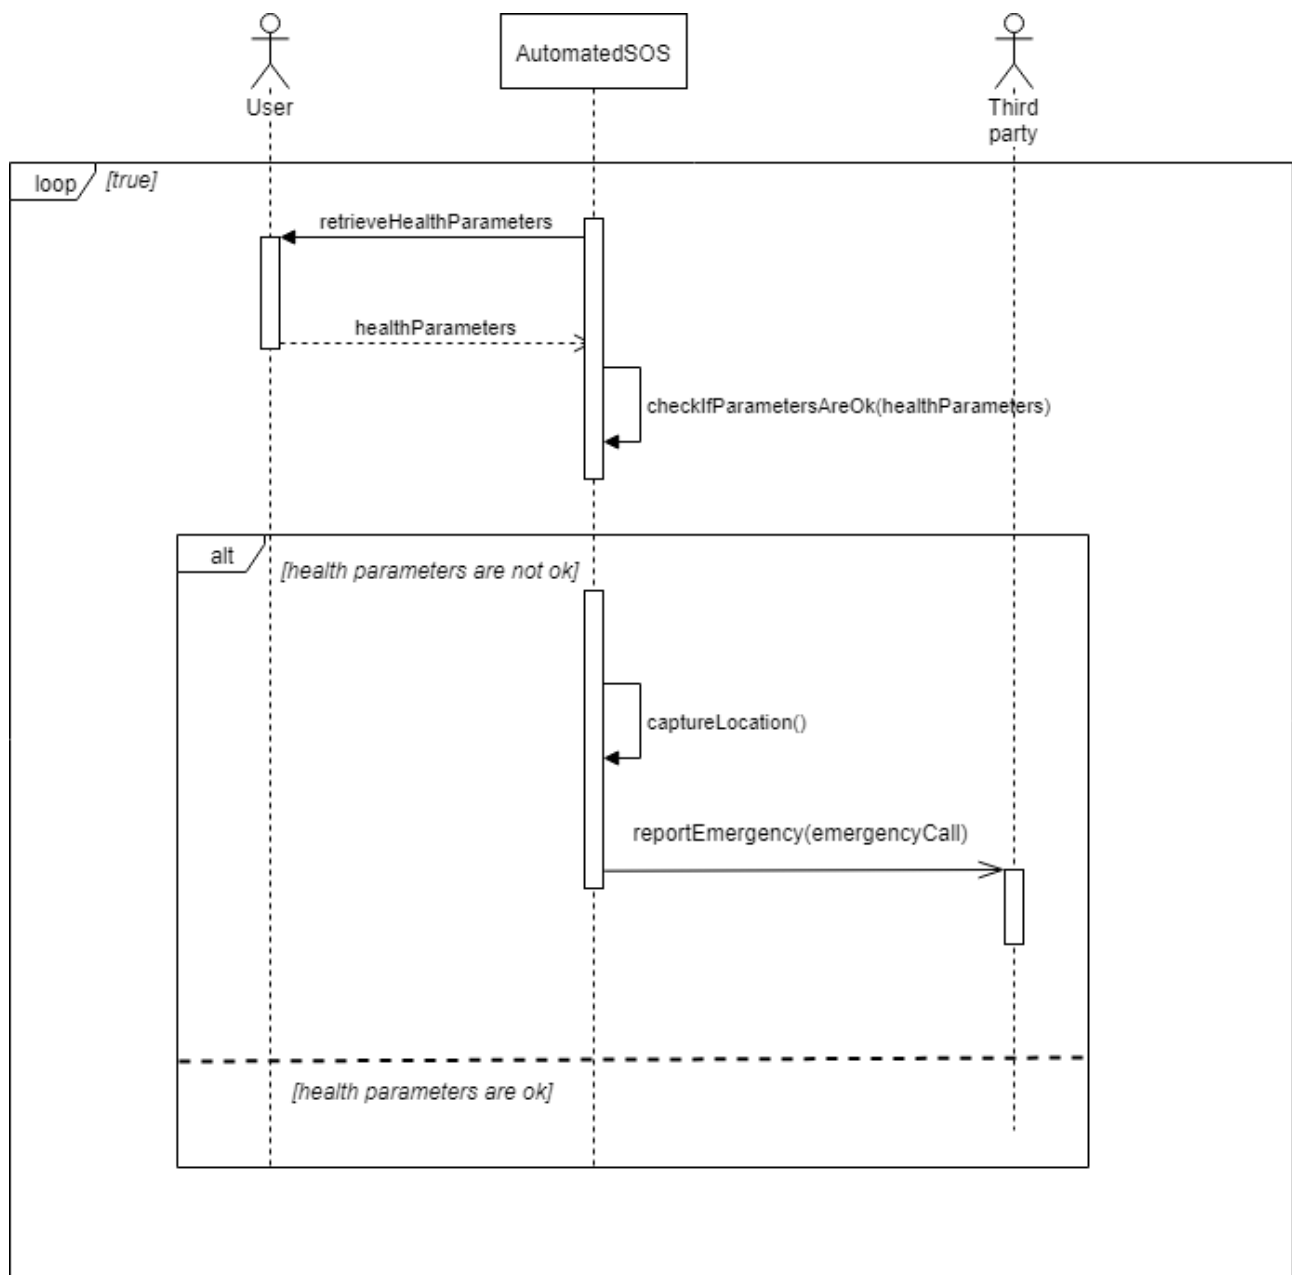 User
AutomatedSOS
Third
party
loop
[true]
retrieveHealthParameters
healthParameters
checkIfParametersAreOk(healthParameters)
alt
[health parameters are not ok]
captureLocation()
reportEmergency(emergencyCall)
[health parameters are ok]